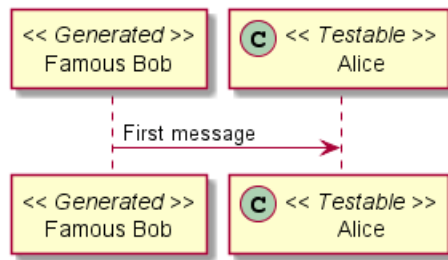 << Generated >>
Famous Bob
C << Testable >>
Alice
First message
<< Generated >>
Famous Bob
C << Testable >>
Alice